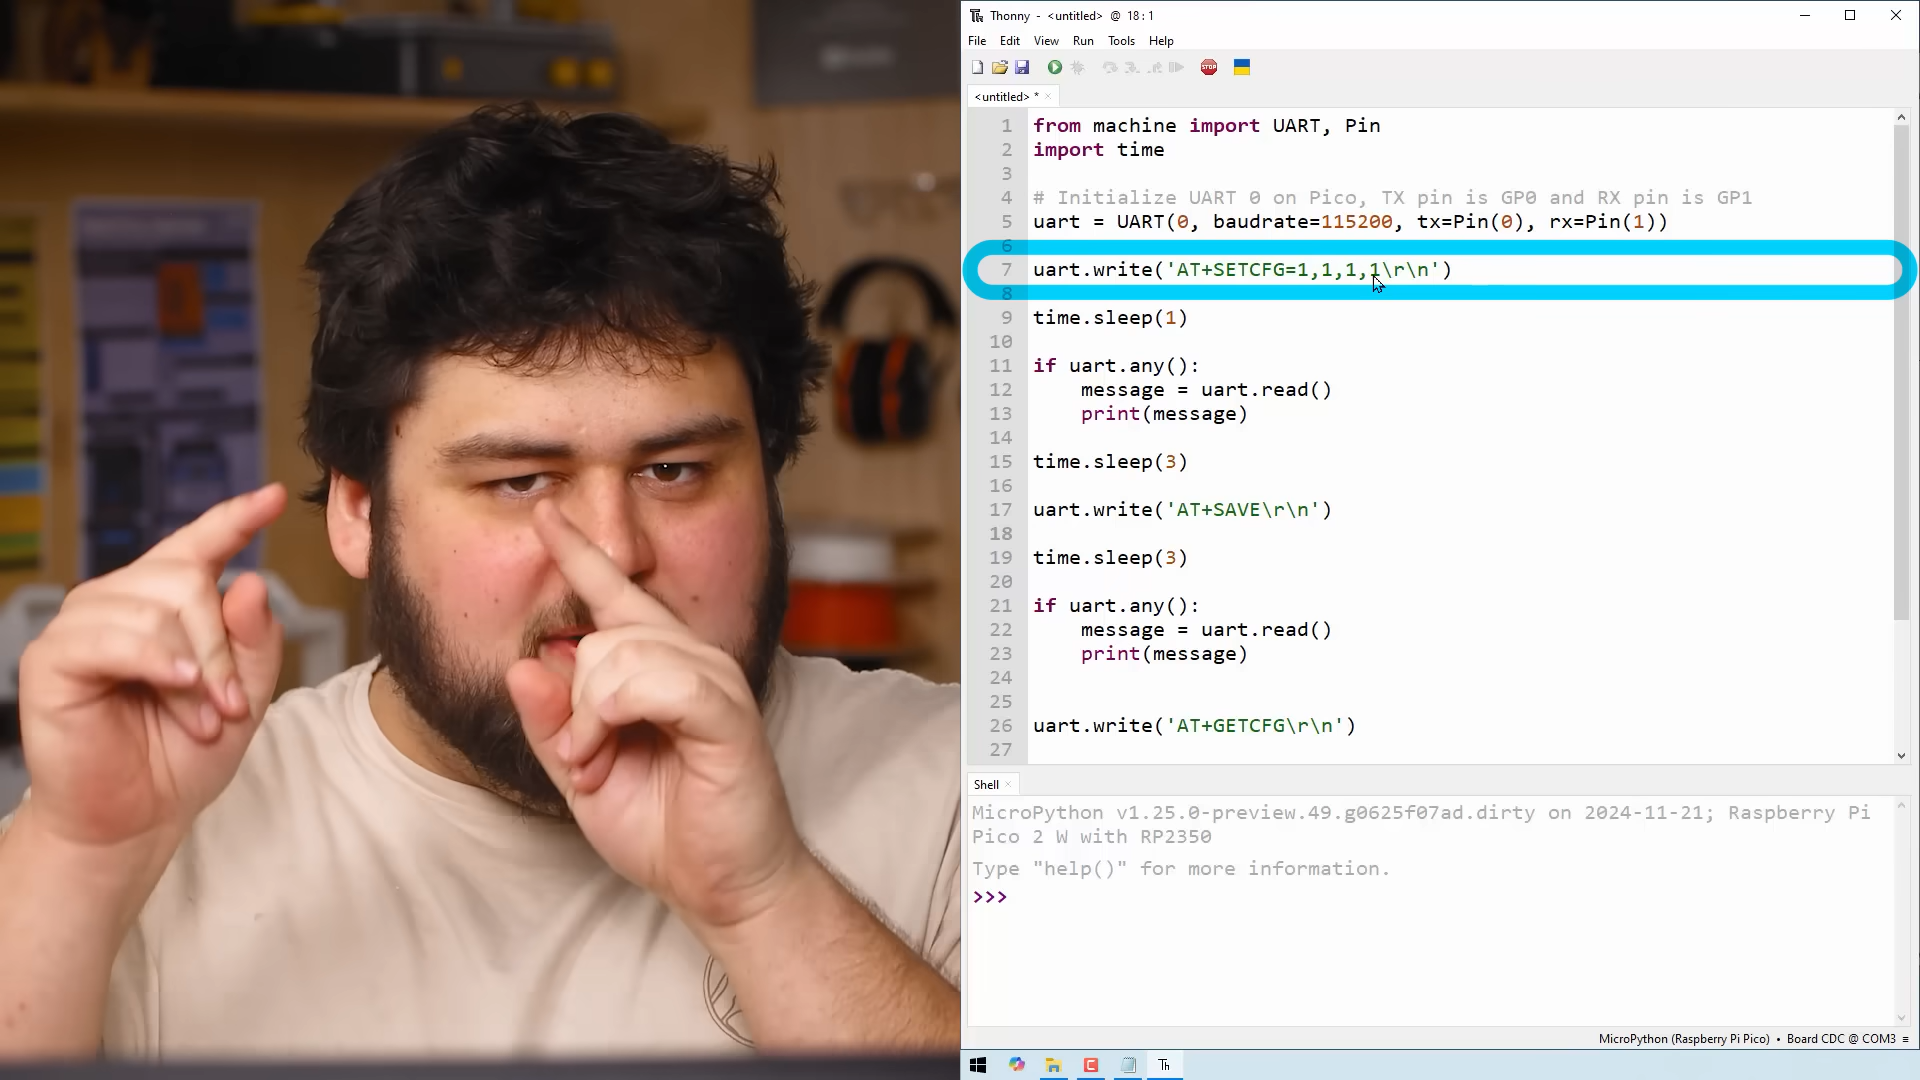 Thonny - <untitled> @ 18:1
File Edit View Run Tools Help
STOP
<untitled> *
1 from machine import UART, Pin
2 import time
3
4 # Initialize UART 0 on Pico, TX pin is GP0 and RX pin is GP1
5 uart = UART(0, baudrate=115200, tx=Pin(0), rx=Pin(1))
6
7 uart.write('AT+SETCFG=1,1,1,1\r\n')
8
9 time.sleep(1)
10
11 if uart.any():
12 message = uart.read()
13 print(message)
14
15 time.sleep(3)
16
17 uart.write('AT+SAVE\r\n')
18
19 time.sleep(3)
20
21 if uart.any():
22 message = uart.read()
23 print(message)
24
25
26 uart.write('AT+GETCFG\r\n')
27
Shell
MicroPython v1.25.0-preview.49.g0625f07ad.dirty on 2024-11-21; Raspberry Pi
Pico 2 W with RP2350
Type "help()" for more information.
>>>
MicroPython (Raspberry Pi Pico) • Board CDC @ COM3 ≡
Th